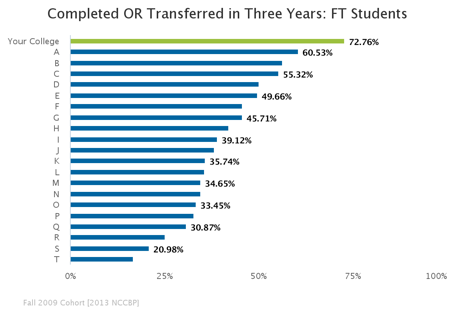 Completed OR Transferred in Three Years: FT Students
Your College 72.76%
A 60.53%
B
C 55.32%
D
E 49.66%
F
G 45.71%
H
I 39.12%
J
K 35.74%
L
M 34.65%
N
O 33.45%
P
Q 30.87%
R
S 20.98%
T
0% 25% 50% 75% 100%
Fall 2009 Cohort [2013 NCCBP]